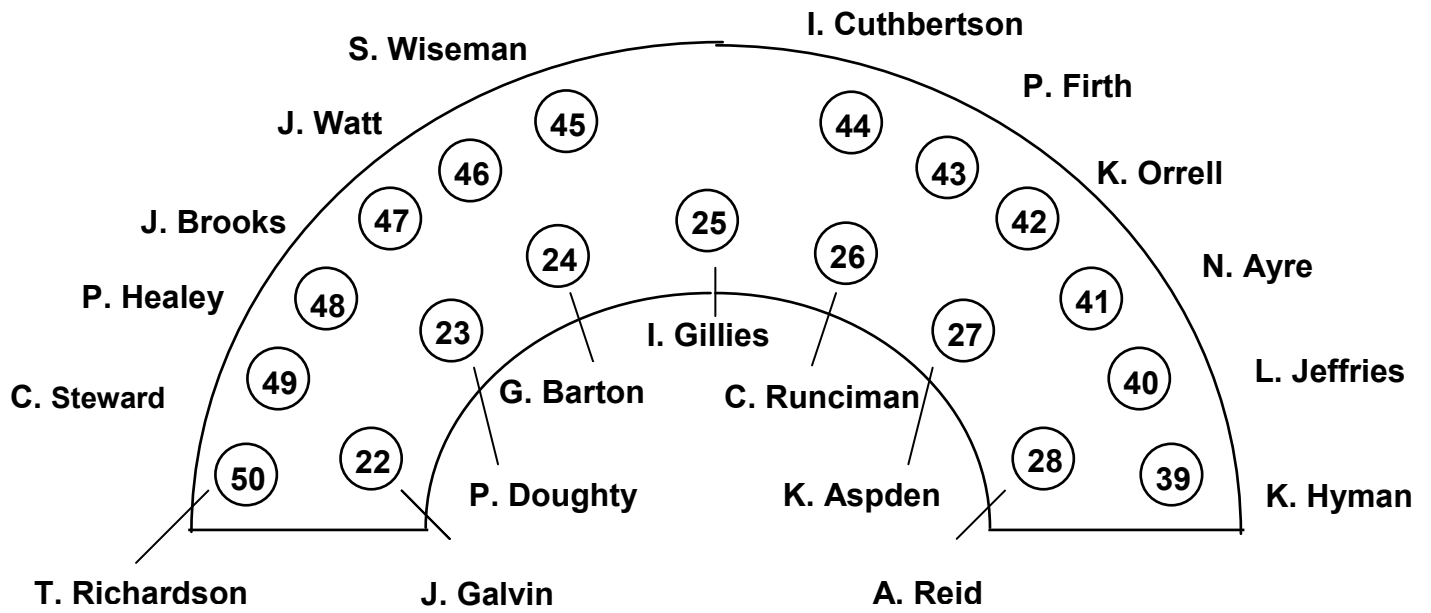 I. Cuthbertson
S. Wiseman
P. Firth
J. Watt
45
44
46
43
K. Orrell
J. Brooks
47
25
42
24
26
N. Ayre
P. Healey
48
41
23
I. Gillies
27
49
G. Barton
C. Runciman
40
L. Jeffries
C. Steward
50
22
28
39
P. Doughty
K. Aspden
K. Hyman
T. Richardson
J. Galvin
A. Reid